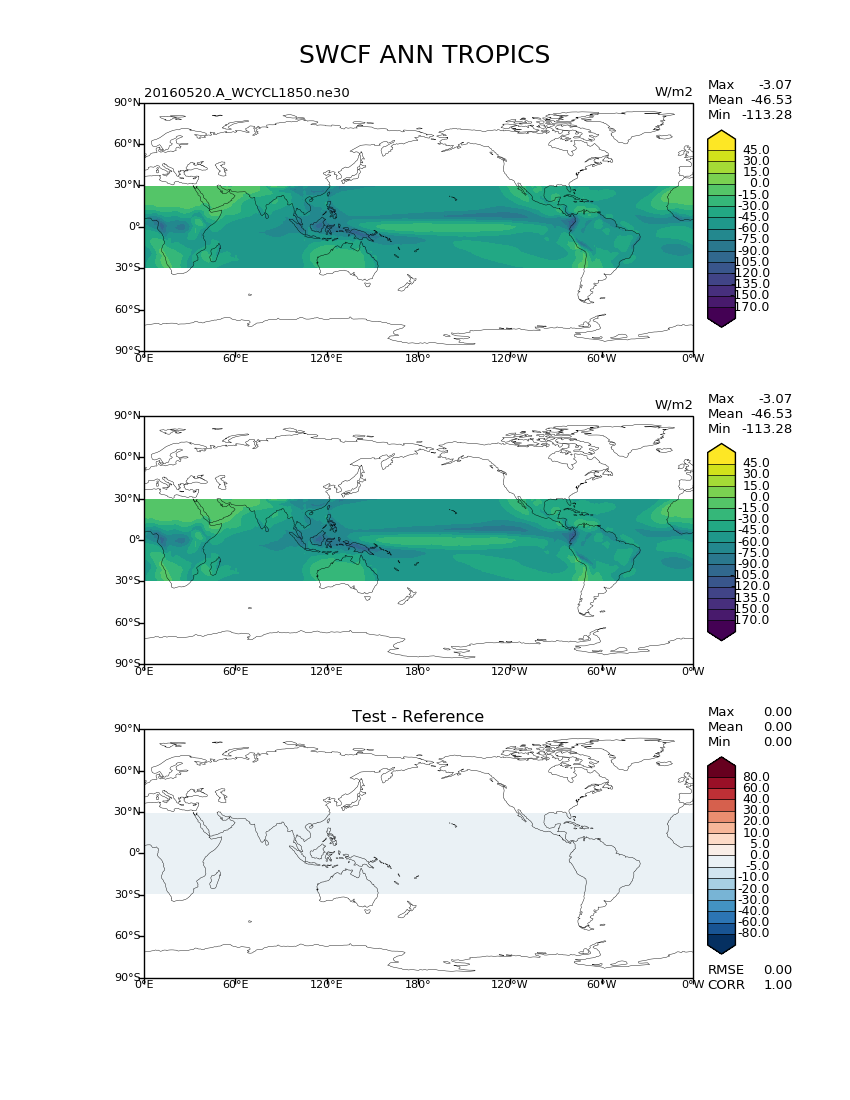 SWCF ANN TROPICS
20160520.A_WCYCL1850.ne30
W/m2
Max -3.07
Mean -46.53
Min -113.28
90°N
60°N
30°N
0°
30°S
60°S
90°S
0°E 60°E 120°E 180° 120°W 60°W 0°W
45.0
30.0
15.0
0.0
-15.0
-30.0
-45.0
-60.0
-75.0
-90.0
-105.0
-120.0
-135.0
-150.0
-170.0
W/m2
Max -3.07
Mean -46.53
Min -113.28
90°N
60°N
30°N
0°
30°S
60°S
90°S
0°E 60°E 120°E 180° 120°W 60°W 0°W
45.0
30.0
15.0
0.0
-15.0
-30.0
-45.0
-60.0
-75.0
-90.0
-105.0
-120.0
-135.0
-150.0
-170.0
Test - Reference
Max 0.00
Mean 0.00
Min 0.00
90°N
60°N
30°N
0°
30°S
60°S
90°S
0°E 60°E 120°E 180° 120°W 60°W 0°W
80.0
60.0
40.0
30.0
20.0
10.0
5.0
0.0
-5.0
-10.0
-20.0
-30.0
-40.0
-60.0
-80.0
RMSE 0.00
CORR 1.00